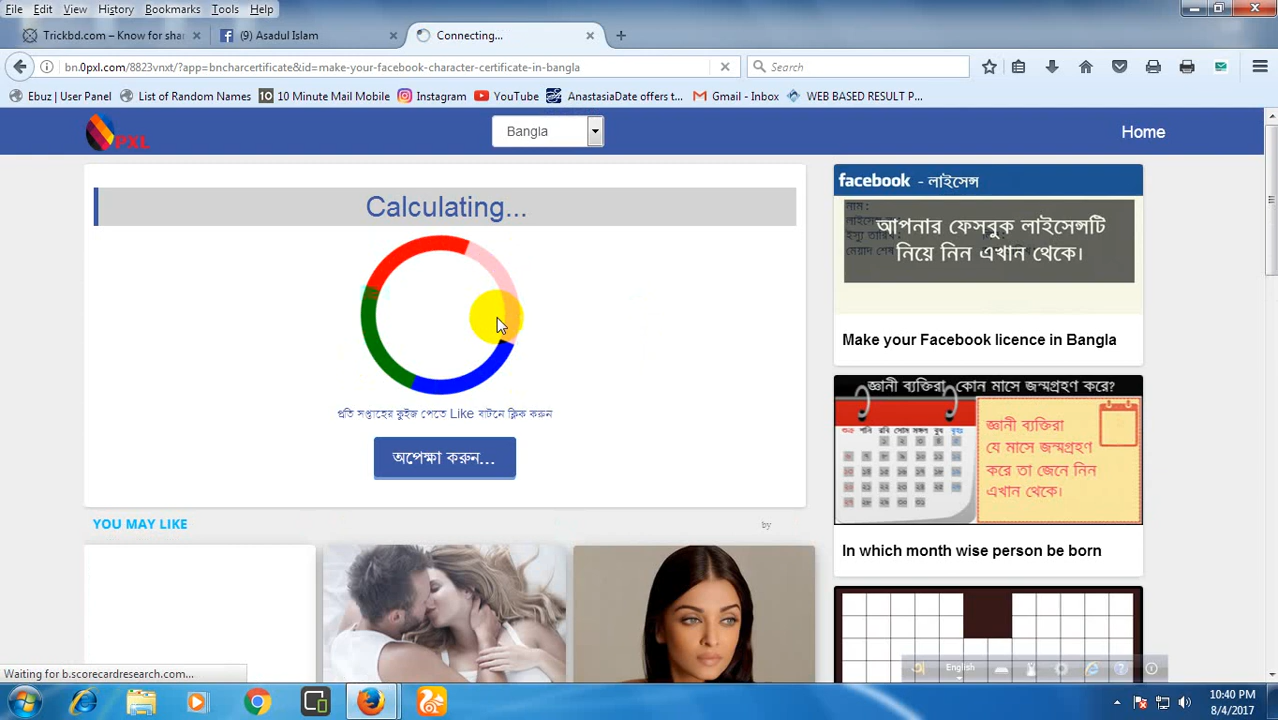 File Edit View History Bookmarks Tools Help
Trickbd.com – Know for shar
(9) Asadul Islam
Connecting...
bn.0pxl.com/8823vnxt/?app=bncharcertificate&id=make-your-facebook-character-certificate-in-bangla
Search
Ebuz | User Panel
List of Random Names
10 10 Minute Mail Mobile
Instagram
YouTube
AnastasiaDate offers t...
Gmail - Inbox
WEB BASED RESULT P...
PXL
Bangla
Home
Calculating...
প্রতি সপ্তাহের কুইজ পেতে Like বাটনে ক্লিক করুন
অপেক্ষা করুন...
YOU MAY LIKE
by
facebook - লাইসেন্স
নাম:
আপনার ফেসবুক লাইসেন্সটি
নিয়ে নিন এখান থেকে।
Make your Facebook licence in Bangla
জ্ঞানী ব্যক্তিরা কোন মাসে জন্মগ্রহণ করে?
জ্ঞানী ব্যক্তিরা
যে মাসে জন্মগ্রহণ
করে তা জেনে নিন
এখান থেকে।
In which month wise person be born
English
Waiting for b.scorecardresearch.com...
10:40 PM
8/4/2017